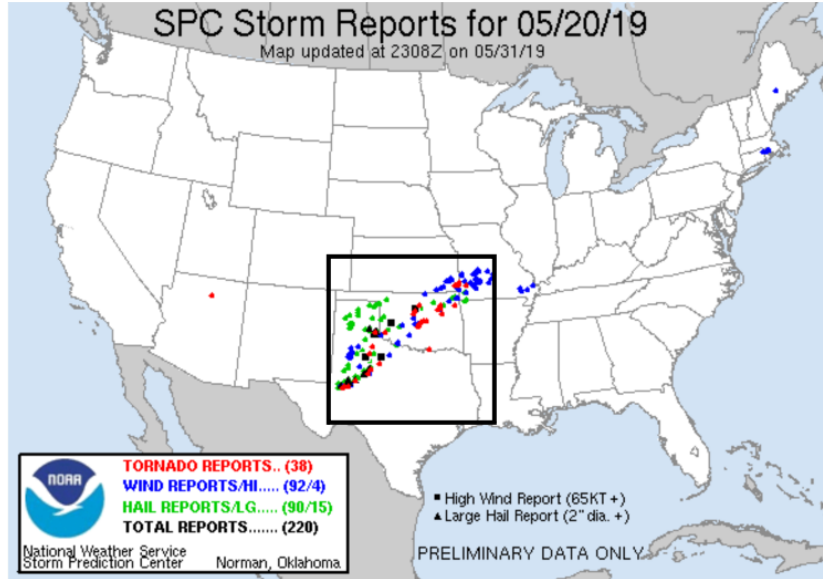 SPC Storm Reports for 05/20/19
Map updated at 2308Z on 05/31/19
NOAA
TORNADO REPORTS.. (38)
WIND REPORTS/HI..... (92/4)
HAIL REPORTS/LG..... (90/15)
TOTAL REPORTS....... (220)
National Weather Service
Storm Prediction Center Norman, Oklahoma
High Wind Report (65KT +)
Large Hail Report (2" dia. +)
PRELIMINARY DATA ONLY